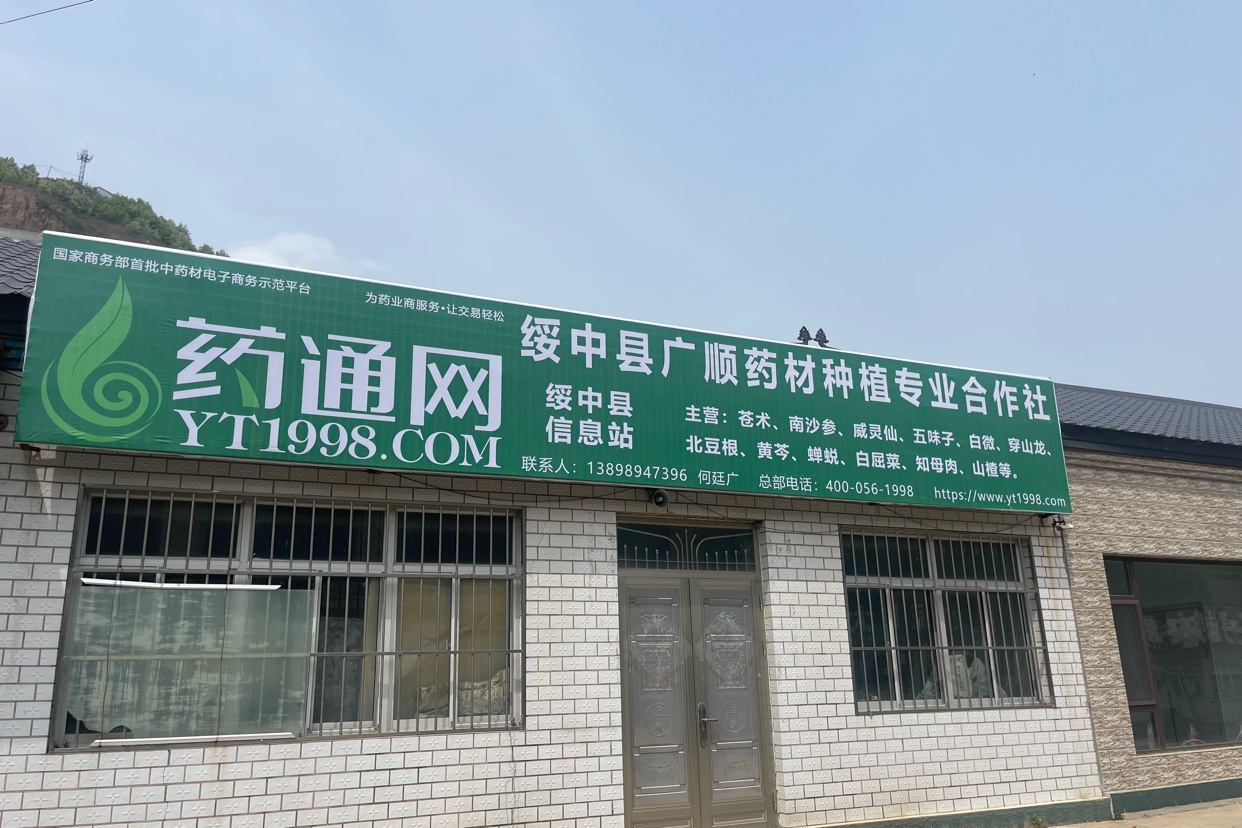 国家商务部首批中药材电子商务示范平台
为药业商服务•让交易轻松
药通网
YT1998.COM
绥中县广顺药材种植专业合作社
绥中县
信息站
主营：苍术、南沙参、威灵仙、五味子、白微、穿山龙、
北豆根、黄芩、蝉蜕、白屈菜、知母肉、山楂等。
联系人：13898947396 何廷广 总部电话：400-056-1998 https://www.yt1998.com